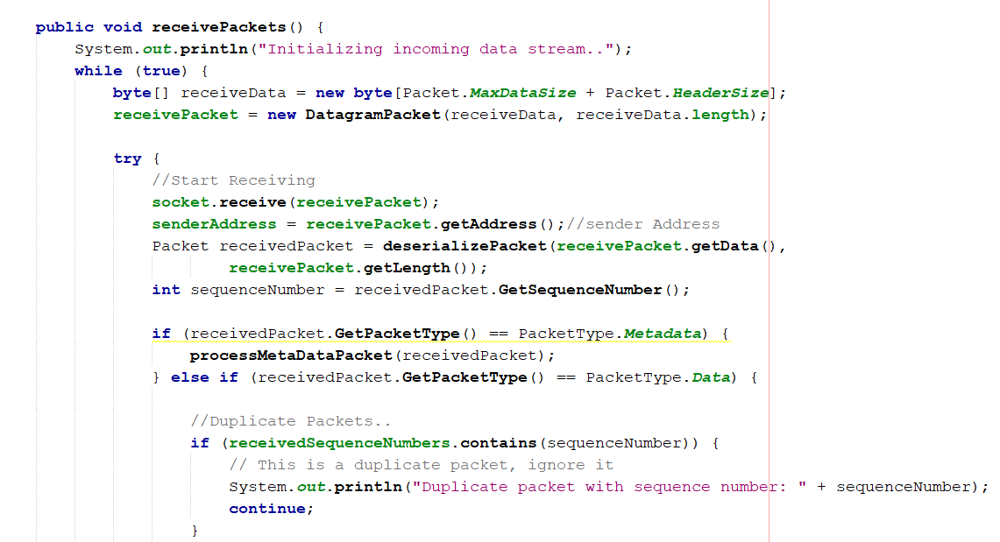 public void receivePackets() {
System.out.println("Initializing incoming data stream..");
while (true) {
byte[] receiveData = new byte[Packet.MaxDataSize + Packet.HeaderSize];
receivePacket = new DatagramPacket(receiveData, receiveData.length);
try {
//Start Receiving
socket.receive(receivePacket);
senderAddress = receivePacket.getAddress();//sender Address
Packet receivedPacket = deserializePacket(receivePacket.getData(),
receivePacket.getLength());
int sequenceNumber = receivedPacket.GetSequenceNumber();
if (receivedPacket.GetPacketType() == PacketType.Metadata) {
processMetaDataPacket(receivedPacket);
} else if (receivedPacket.GetPacketType() == PacketType.Data) {
//Duplicate Packets..
if (receivedSequenceNumbers.contains(sequenceNumber)) {
// This is a duplicate packet, ignore it
System.out.println("Duplicate packet with sequence number: " + sequenceNumber);
continue;
}